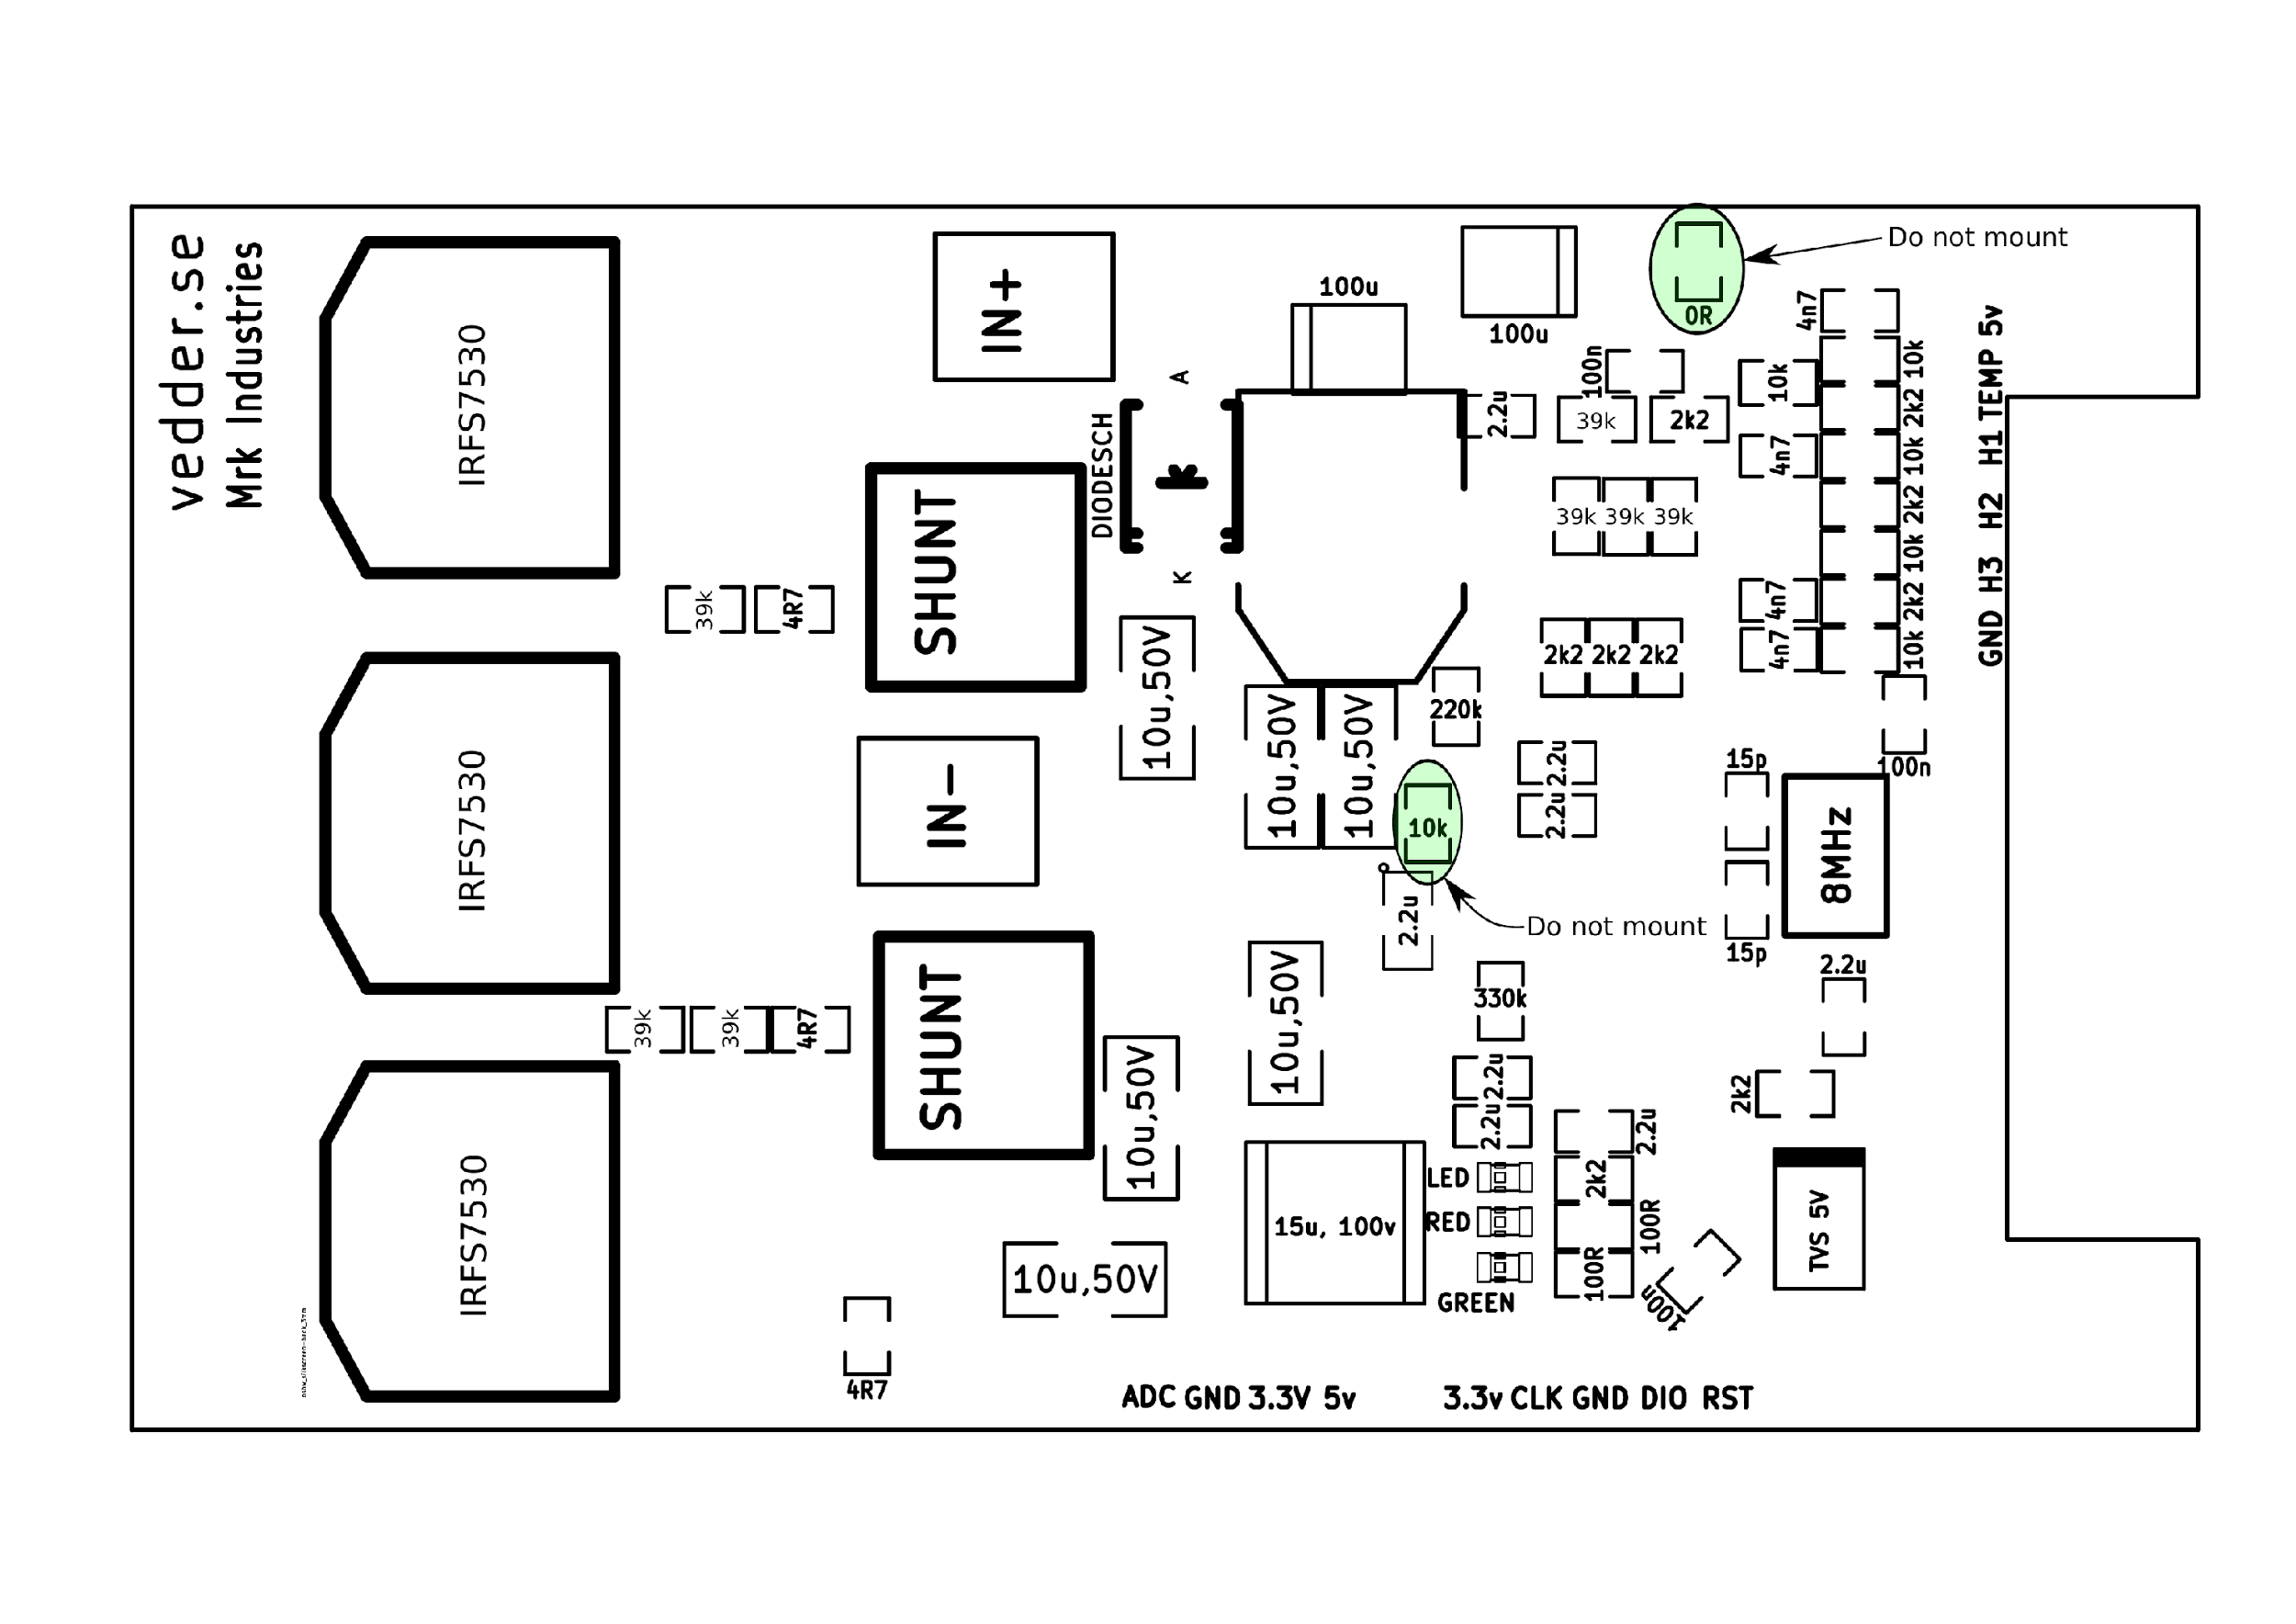 vedder.se
Mrk Industries
IRFS7530
IRFS7530
IRFS7530
IN+
SHUNT
39k
4R7
IN-
SHUNT
39k
39k
4R7
4R7
DIODESCH
A
K
K
10u,50V
10u,50V
10u,50V
10u,50V
10u,50V
10u,50V
100u
100u
0R
Do not mount
2.2u
100n
39k
2k2
10k
4n7
4n7
10k
2k2
10k
2k2
10k
2k2
10k
4n7
4n7
39k 39k 39k
2k2 2k2 2k2
5v
TEMP
H1
H2
H3
GND
220k
10k
Do not mount
2.2u
2.2u
2.2u
100n
15p
8MHz
15p
2.2u
2k2
330k
2.2u
2.2u
2.2u
2k2
100R
100R
LED
RED
GREEN
15u, 100v
TVS 5V
100n
ADC GND 3.3V 5v
3.3v CLK GND DIO RST